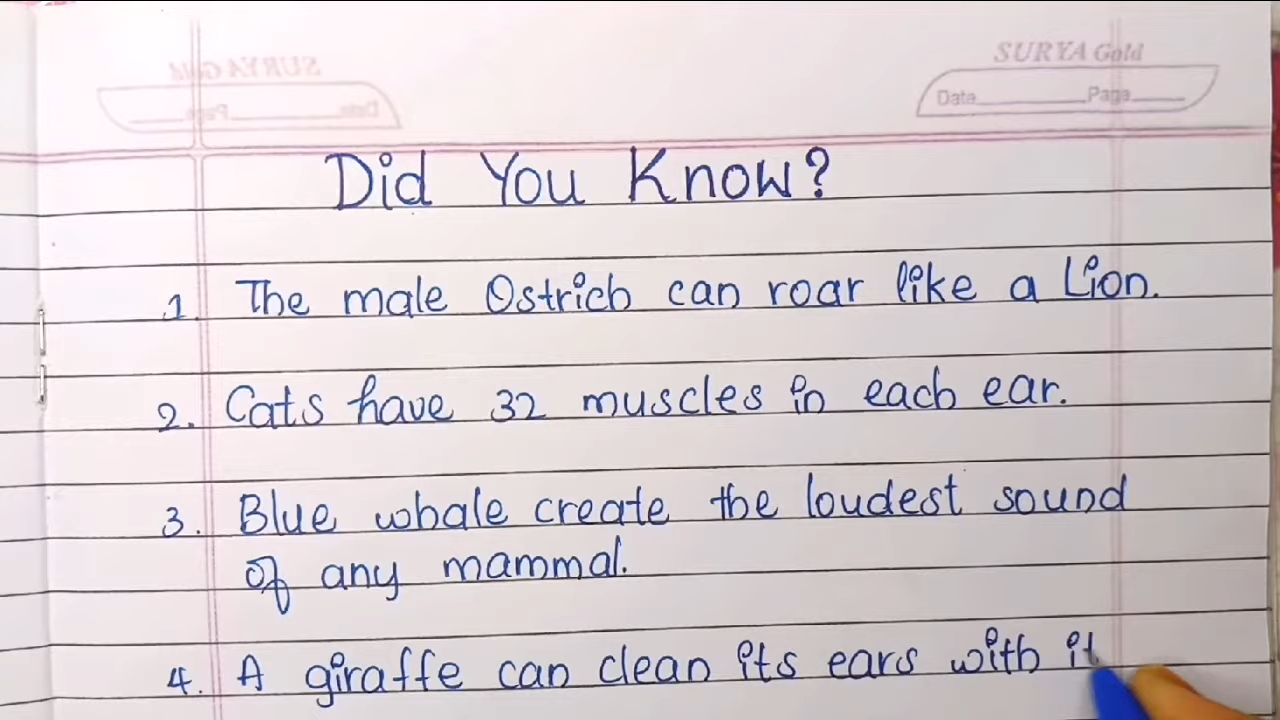 SURYA Gold
Date Page
Did You Know?
1. The male Ostrich can roar like a Lion.
2. Cats have 32 muscles in each ear.
3. Blue whale create the loudest sound
of any mammal.
4. A giraffe can clean its ears with it